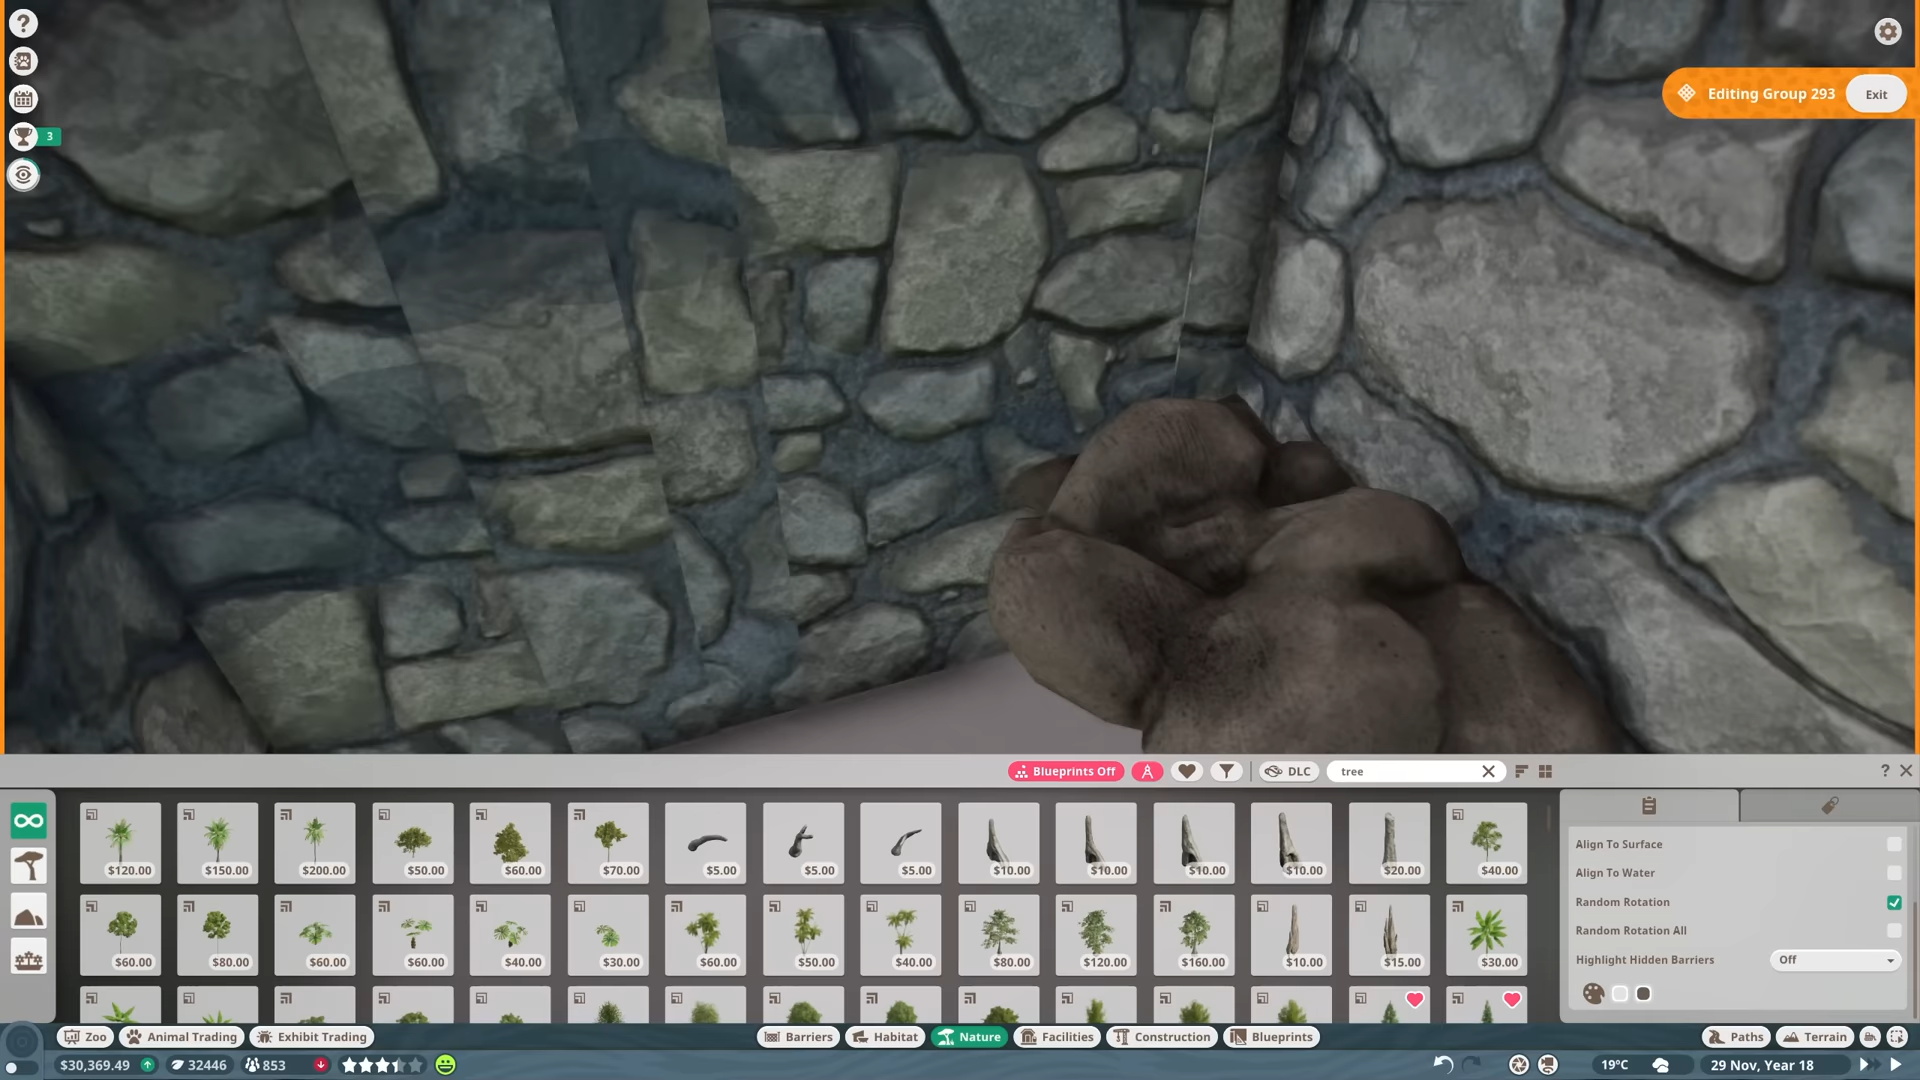 ?
3
Editing Group 293 Exit
Blueprints Off DLC tree
? 
$120.00 $150.00 $200.00 $50.00 $60.00 $70.00 $5.00 $5.00 $5.00 $10.00 $10.00 $10.00 $10.00 $20.00 $40.00
$60.00 $80.00 $60.00 $60.00 $40.00 $30.00 $60.00 $50.00 $40.00 $80.00 $120.00 $160.00 $10.00 $15.00 $30.00
Align To Surface
Align To Water
Random Rotation
Random Rotation All
Highlight Hidden Barriers Off
Zoo Animal Trading Exhibit Trading Barriers Habitat Nature Facilities Construction Blueprints Paths Terrain
$30,369.49 32446 853 19°C 29 Nov, Year 18